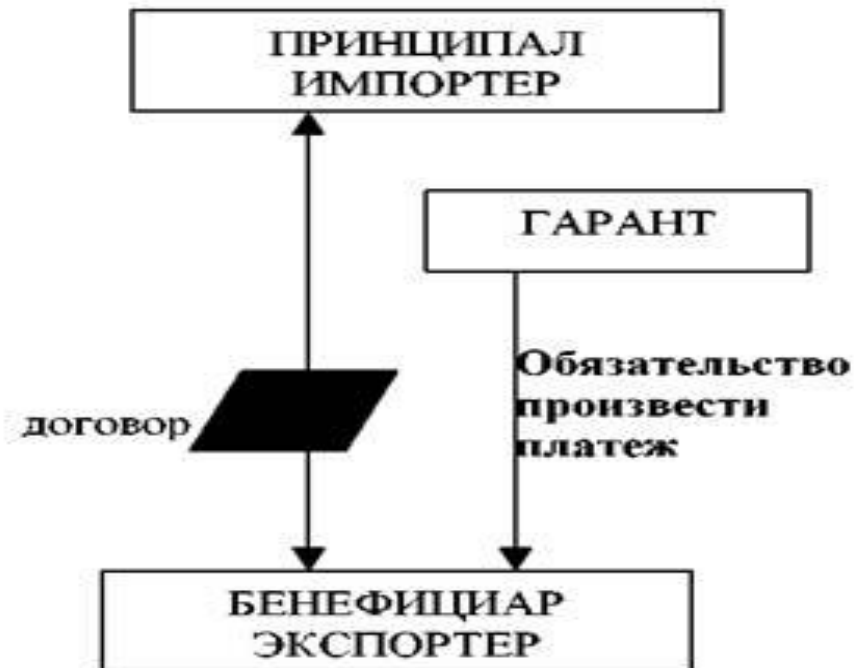 ПРИНЦИПАЛ
ИМПОРТЕР
ГАРАНТ
Обязательство
произвести
платеж
договор
БЕНЕФИЦИАР
ЭКСПОРТЕР